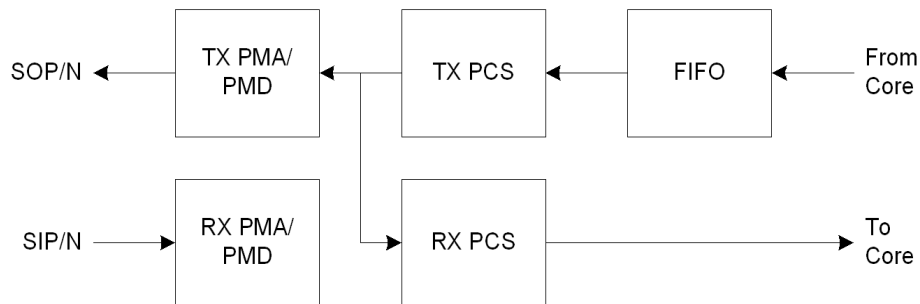 SOP/N
TX PMA/
PMD
TX PCS
FIFO
From
Core
SIP/N
RX PMA/
PMD
RX PCS
To
Core